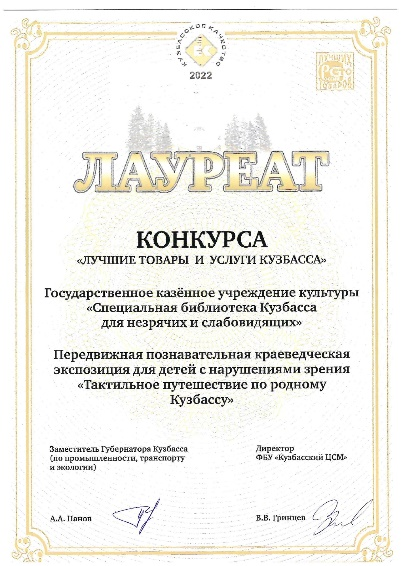 КУЗБАССКОЕ КАЧЕСТВО
2022
ЛАУРЕАТ
КОНКУРСА
«ЛУЧШИЕ ТОВАРЫ И УСЛУГИ КУЗБАССА»
Государственное казённое учреждение культуры
«Специальная библиотека Кузбасса
для незрячих и слабовидящих»
Передвижная познавательная краеведческая
экспозиция для детей с нарушениями зрения
«Тактильное путешествие по родному
Кузбассу»
Заместитель Губернатора Кузбасса
(по промышленности, транспорту
и экологии)
Директор
ФБУ «Кузбасский ЦСМ»
А.А. Панов
В.В. Гринцев